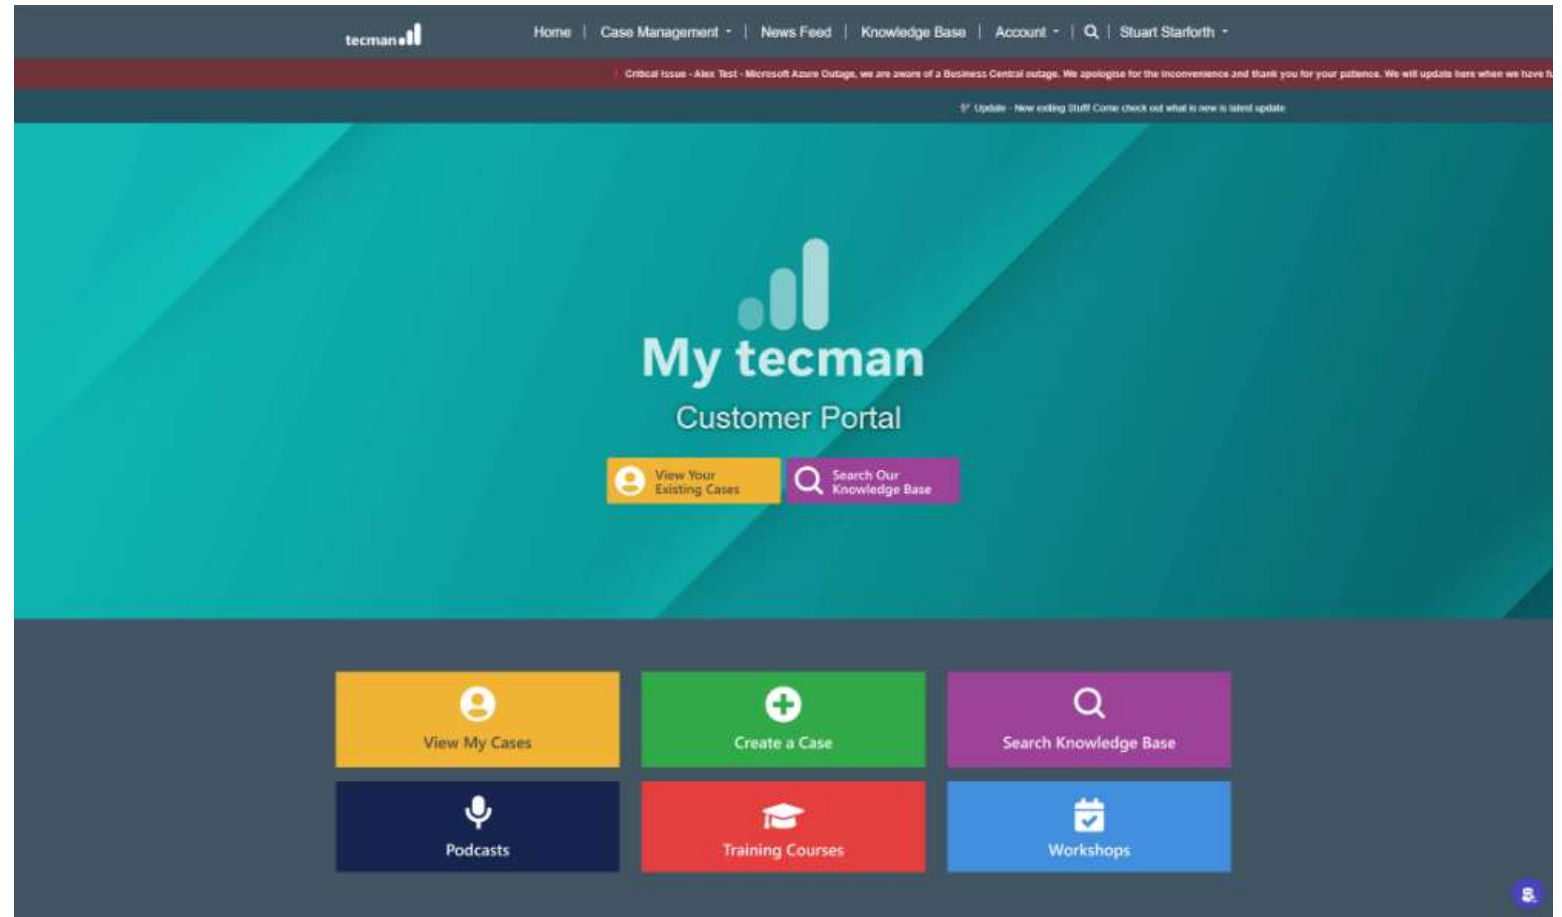 tecman
Home | Case Management | News Feed | Knowledge Base | Account | | Stuart Starforth
Critical Issue - Alex Test - Microsoft Azure Outage, we are aware of a Business Central outage. We apologise for the inconvenience and thank you for your patience. We will update here when we have fu
Update - New exiting Stuff Come check out what is new is latest update
My tecman
Customer Portal
View Your
Existing Cases
Search Our
Knowledge Base
View My Cases
Create a Case
Search Knowledge Base
Podcasts
Training Courses
Workshops